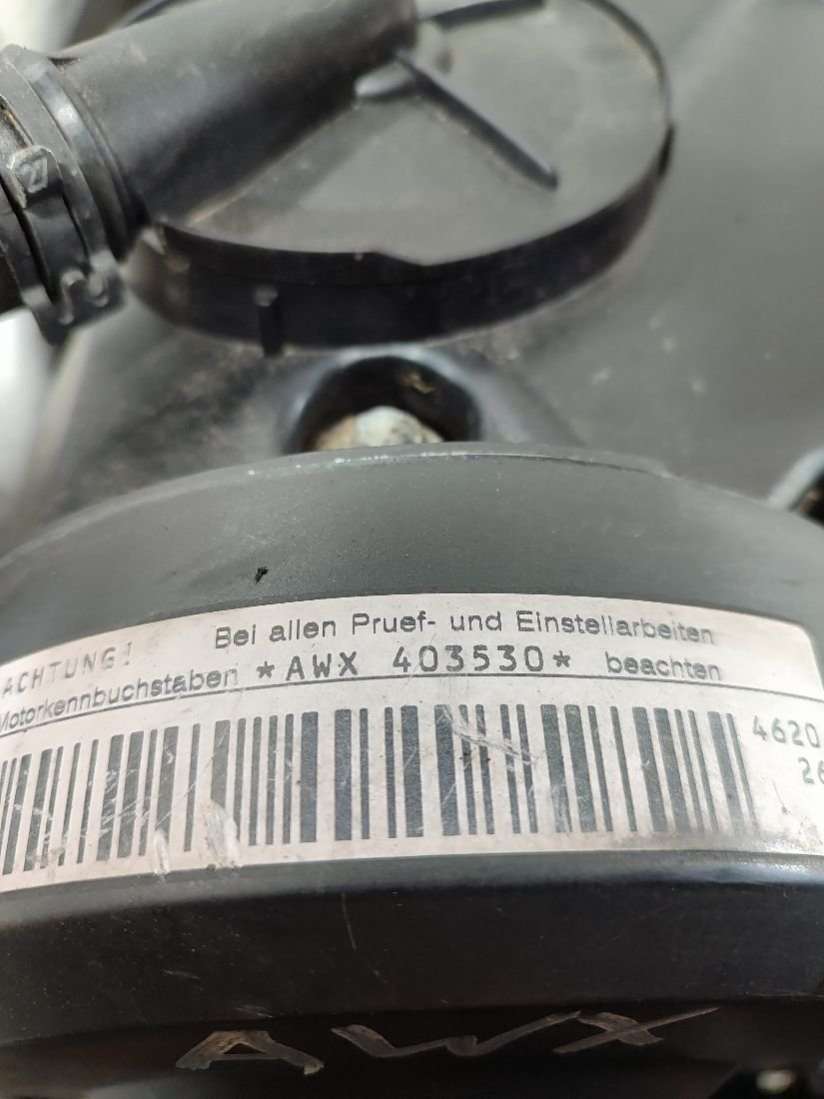 ACHTUNG! Bei allen Pruef- und Einstellarbeiten
Motorkennbuchstaben *AWX 403530* beachten
4620
26
AWX